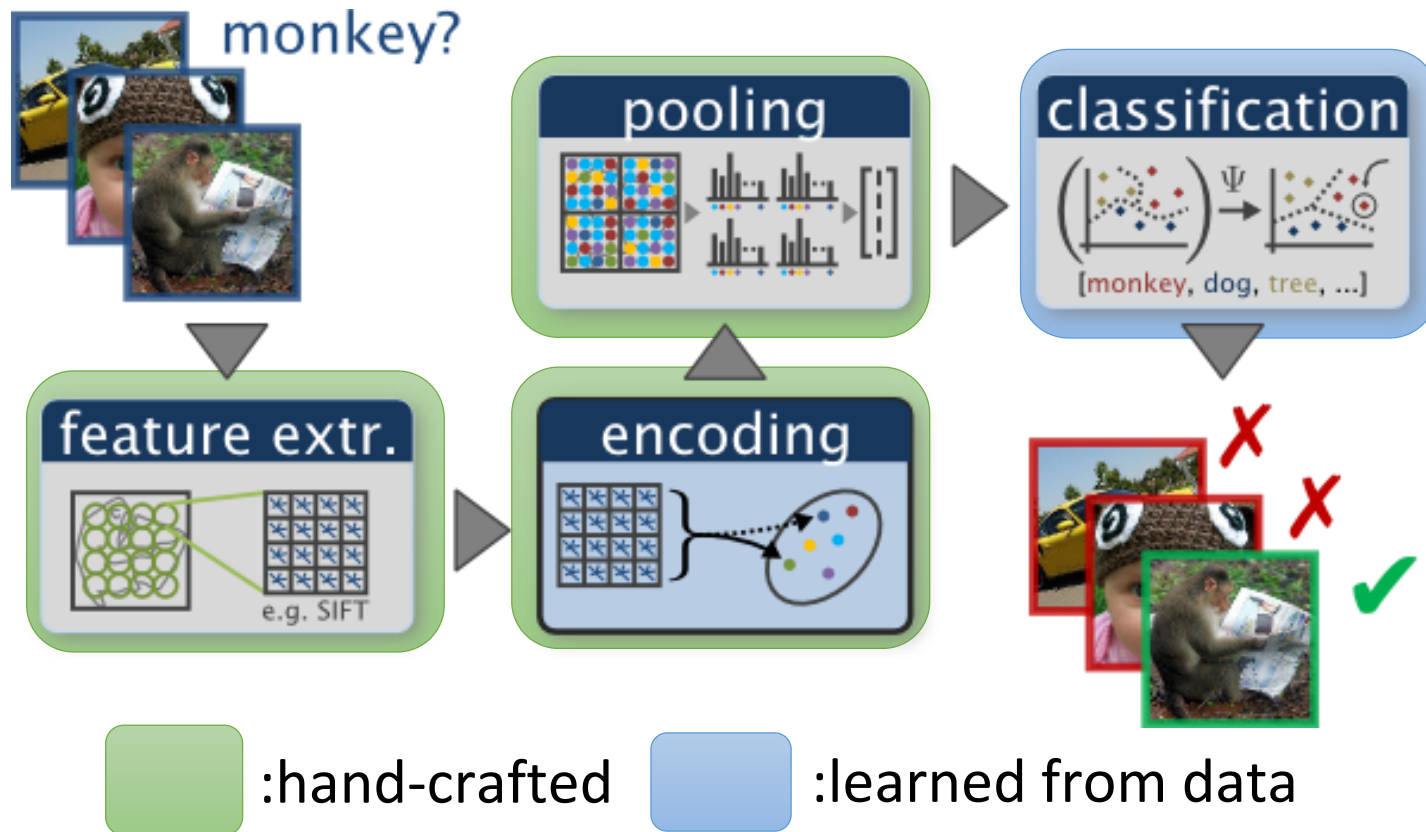 monkey?
feature extr.
e.g. SIFT
encoding
pooling
classification
Ψ
[monkey, dog, tree, ...]
:hand-crafted
:learned from data